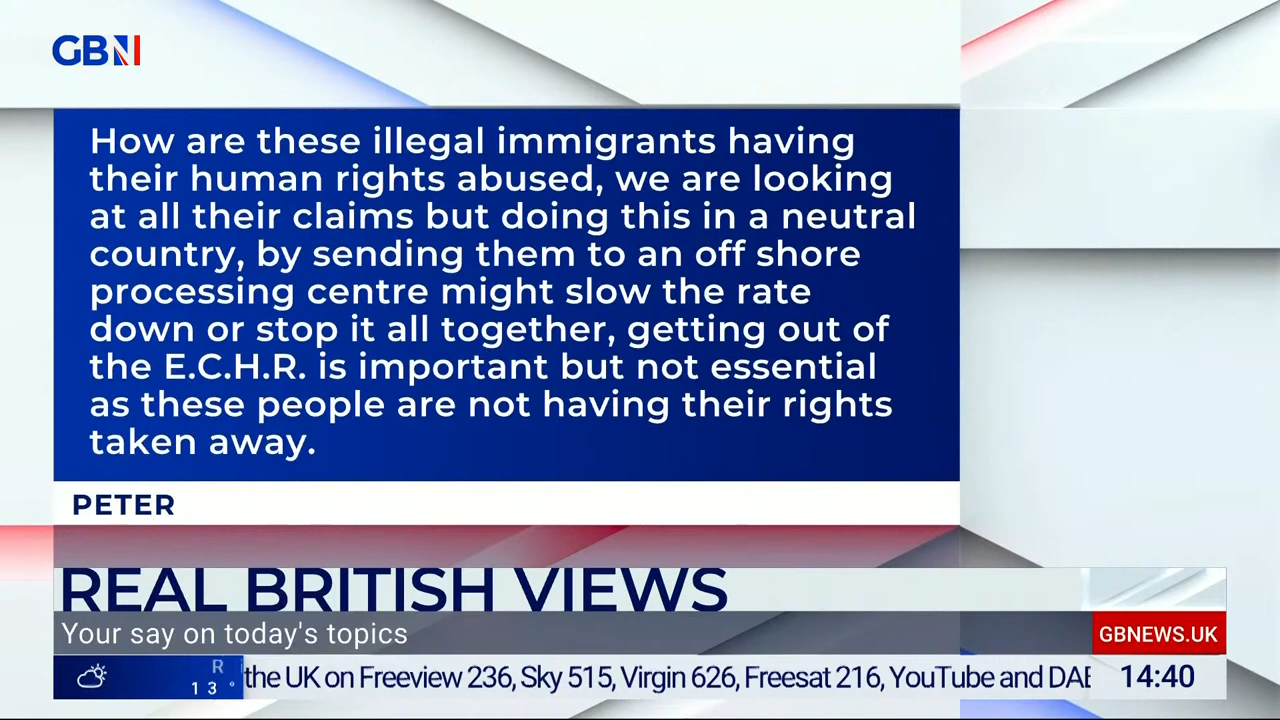 GBN
How are these illegal immigrants having
their human rights abused, we are looking
at all their claims but doing this in a neutral
country, by sending them to an off shore
processing centre might slow the rate
down or stop it all together, getting out of
the E.C.H.R. is important but not essential
as these people are not having their rights
taken away.
PETER
REAL BRITISH VIEWS
Your say on today's topics
GBNEWS.UK
R
13°
the UK on Freeview 236, Sky 515, Virgin 626, Freesat 216, YouTube and DAB
14:40